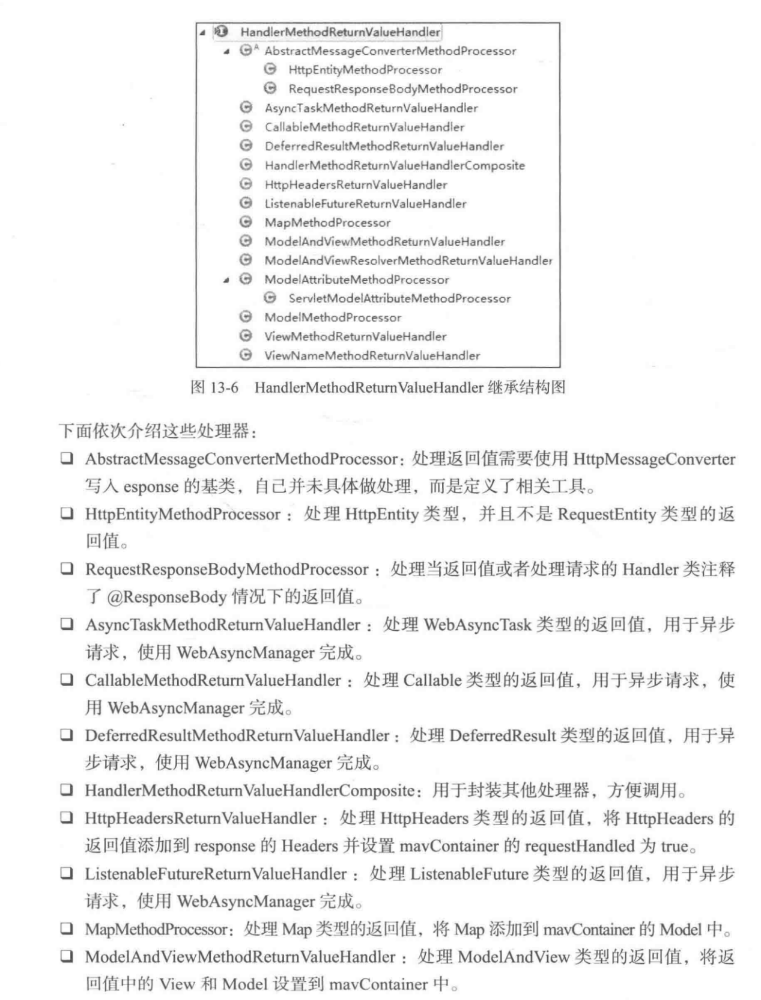 HandlerMethodReturnValueHandler
AbstractMessageConverterMethodProcessor
HttpEntityMethodProcessor
RequestResponseBodyMethodProcessor
AsyncTaskMethodReturnValueHandler
CallableMethodReturnValueHandler
DeferredResultMethodReturnValueHandler
HandlerMethodReturnValueHandlerComposite
HttpHeadersReturnValueHandler
ListenableFutureReturnValueHandler
MapMethodProcessor
ModelAndViewMethodReturnValueHandler
ModelAndViewResolverMethodReturnValueHandler
ModelAttributeMethodProcessor
ServletModelAttributeMethodProcessor
ModelMethodProcessor
ViewMethodReturnValueHandler
ViewNameMethodReturnValueHandler
图 13-6 HandlerMethodReturnValueHandler 继承结构图
下面依次介绍这些处理器：
❑ AbstractMessageConverterMethodProcessor：处理返回值需要使用 HttpMessageConverter
写入 esponse 的基类，自己并未具体做处理，而是定义了相关工具。
❑ HttpEntityMethodProcessor：处理 HttpEntity 类型，并且不是 RequestEntity 类型的返
回值。
❑ RequestResponseBodyMethodProcessor：处理当返回值或者处理请求的 Handler 类注释
了 @ResponseBody 情况下的返回值。
❑ AsyncTaskMethodReturnValueHandler：处理 WebAsyncTask 类型的返回值，用于异步
请求，使用 WebAsyncManager 完成。
❑ CallableMethodReturnValueHandler：处理 Callable 类型的返回值，用于异步请求，使
用 WebAsyncManager 完成。
❑ DeferredResultMethodReturnValueHandler：处理 DeferredResult 类型的返回值，用于异
步请求，使用 WebAsyncManager 完成。
❑ HandlerMethodReturnValueHandlerComposite：用于封装其他处理器，方便调用。
❑ HttpHeadersReturnValueHandler：处理 HttpHeaders 类型的返回值，将 HttpHeaders 的
返回值添加到 response 的 Headers 并设置 mavContainer 的 requestHandled 为 true。
❑ ListenableFutureReturnValueHandler：处理 ListenableFuture 类型的返回值，用于异步
请求，使用 WebAsyncManager 完成。
❑ MapMethodProcessor：处理 Map 类型的返回值，将 Map 添加到 mavContainer 的 Model 中。
❑ ModelAndViewMethodReturnValueHandler：处理 ModelAndView 类型的返回值，将返
回值中的 View 和 Model 设置到 mavContainer 中。